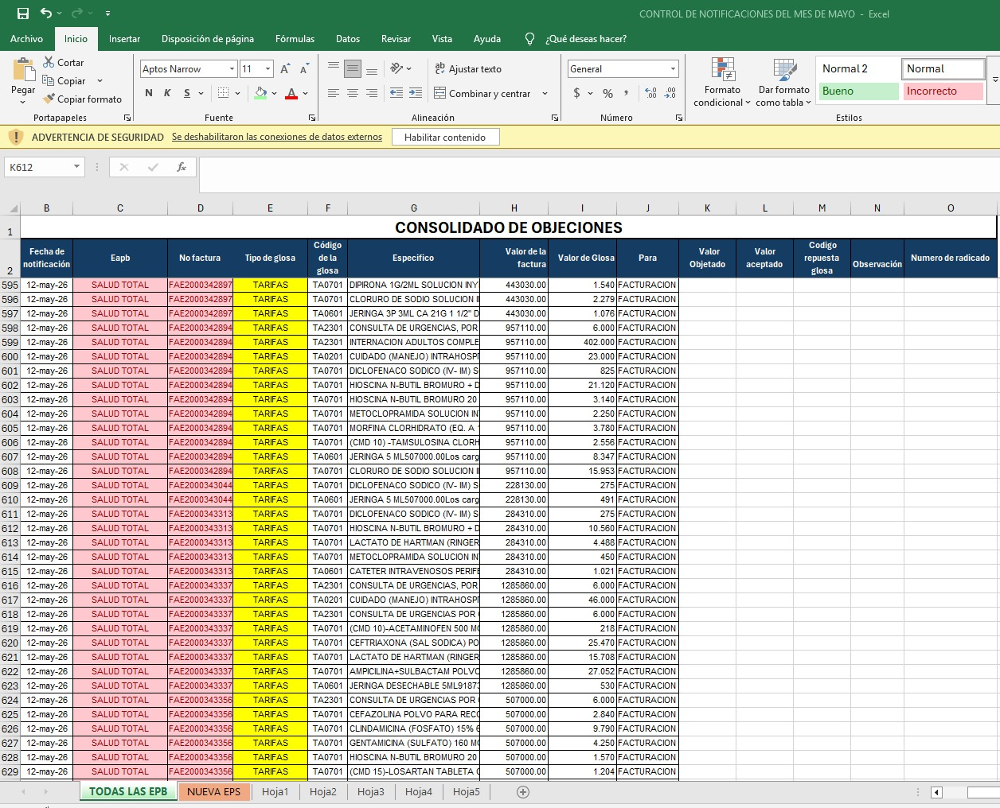 CONTROL DE NOTIFICACIONES DEL MES DE MAYO - Excel
Archivo Inicio Insertar Disposición de página Fórmulas Datos Revisar Vista Ayuda ¿Qué deseas hacer?
Pegar Cortar Copiar Copiar formato Portapapeles
Aptos Narrow 11 A A N K S A Fuente
Ajustar texto Combinar y centrar Alineación
General $ % Número
Formato condicional Dar formato como tabla Normal 2 Normal Bueno Incorrecto Estilos
ADVERTENCIA DE SEGURIDAD Se deshabilitaron las conexiones de datos externos Habilitar contenido
K612 fx
B C D E F G H I J K L M N O
1 CONSOLIDADO DE OBJECIONES
2 Fecha de notificación Eapb No factura Tipo de glosa Código de la glosa Especifico Valor de la factura Valor de Glosa Para Valor Objetado Valor aceptado Codigo repuesta glosa Observación Numero de radicado
595 12-may-26 SALUD TOTAL FAE2000342897 TARIFAS TA0701 DIPIRONA 1G/2ML SOLUCION INY 443030.00 1.540 FACTURACION
596 12-may-26 SALUD TOTAL FAE2000342897 TARIFAS TA0701 CLORURO DE SODIO SOLUCION I 443030.00 2.279 FACTURACION
597 12-may-26 SALUD TOTAL FAE2000342897 TARIFAS TA0601 JERINGA 3P 3ML CA 21G 1 1/2" D 443030.00 1.076 FACTURACION
598 12-may-26 SALUD TOTAL FAE2000342894 TARIFAS TA2301 CONSULTA DE URGENCIAS, POR 957110.00 6.000 FACTURACION
599 12-may-26 SALUD TOTAL FAE2000342894 TARIFAS TA2301 INTERNACION ADULTOS COMPLE 957110.00 402.000 FACTURACION
600 12-may-26 SALUD TOTAL FAE2000342894 TARIFAS TA0201 CUIDADO (MANEJO) INTRAHOSPI 957110.00 23.000 FACTURACION
601 12-may-26 SALUD TOTAL FAE2000342894 TARIFAS TA0701 DICLOFENACO SODICO (IV- IM) S 957110.00 825 FACTURACION
602 12-may-26 SALUD TOTAL FAE2000342894 TARIFAS TA0701 HIOSCINA N-BUTIL BROMURO + D 957110.00 21.120 FACTURACION
603 12-may-26 SALUD TOTAL FAE2000342894 TARIFAS TA0701 HIOSCINA N-BUTIL BROMURO 20 957110.00 3.140 FACTURACION
604 12-may-26 SALUD TOTAL FAE2000342894 TARIFAS TA0701 METOCLOPRAMIDA SOLUCION IN 957110.00 2.250 FACTURACION
605 12-may-26 SALUD TOTAL FAE2000342894 TARIFAS TA0701 MORFINA CLORHIDRATO (EQ. A 1 957110.00 3.780 FACTURACION
606 12-may-26 SALUD TOTAL FAE2000342894 TARIFAS TA0701 (CMD 10) -TAMSULOSINA CLORH 957110.00 2.556 FACTURACION
607 12-may-26 SALUD TOTAL FAE2000342894 TARIFAS TA0601 JERINGA 5 ML507000.00Los carg 957110.00 8.347 FACTURACION
608 12-may-26 SALUD TOTAL FAE2000342894 TARIFAS TA0701 CLORURO DE SODIO SOLUCION I 957110.00 15.953 FACTURACION
609 12-may-26 SALUD TOTAL FAE2000343044 TARIFAS TA0701 DICLOFENACO SODICO (IV- IM) S 228130.00 275 FACTURACION
610 12-may-26 SALUD TOTAL FAE2000343044 TARIFAS TA0601 JERINGA 5 ML507000.00Los carg 228130.00 491 FACTURACION
611 12-may-26 SALUD TOTAL FAE2000343313 TARIFAS TA0701 DICLOFENACO SODICO (IV- IM) S 284310.00 275 FACTURACION
612 12-may-26 SALUD TOTAL FAE2000343313 TARIFAS TA0701 HIOSCINA N-BUTIL BROMURO + D 284310.00 10.560 FACTURACION
613 12-may-26 SALUD TOTAL FAE2000343313 TARIFAS TA0701 LACTATO DE HARTMAN (RINGER 284310.00 4.488 FACTURACION
614 12-may-26 SALUD TOTAL FAE2000343313 TARIFAS TA0701 METOCLOPRAMIDA SOLUCION IN 284310.00 450 FACTURACION
615 12-may-26 SALUD TOTAL FAE2000343313 TARIFAS TA0601 CATETER INTRAVENOSOS PERIFE 284310.00 1.021 FACTURACION
616 12-may-26 SALUD TOTAL FAE2000343337 TARIFAS TA2301 CONSULTA DE URGENCIAS, POR 1285860.00 6.000 FACTURACION
617 12-may-26 SALUD TOTAL FAE2000343337 TARIFAS TA0201 CUIDADO (MANEJO) INTRAHOSPI 1285860.00 46.000 FACTURACION
618 12-may-26 SALUD TOTAL FAE2000343337 TARIFAS TA2301 CONSULTA DE URGENCIAS POR 1285860.00 6.000 FACTURACION
619 12-may-26 SALUD TOTAL FAE2000343337 TARIFAS TA0701 (CMD 10)-ACETAMINOFEN 500 MG 1285860.00 218 FACTURACION
620 12-may-26 SALUD TOTAL FAE2000343337 TARIFAS TA0701 CEFTRIAXONA (SAL SODICA) PO 1285860.00 25.470 FACTURACION
621 12-may-26 SALUD TOTAL FAE2000343337 TARIFAS TA0701 LACTATO DE HARTMAN (RINGER 1285860.00 15.708 FACTURACION
622 12-may-26 SALUD TOTAL FAE2000343337 TARIFAS TA0701 AMPICILINA+SULBACTAM POLVO 1285860.00 27.052 FACTURACION
623 12-may-26 SALUD TOTAL FAE2000343337 TARIFAS TA0601 JERINGA DESECHABLE 5ML91873 1285860.00 530 FACTURACION
624 12-may-26 SALUD TOTAL FAE2000343356 TARIFAS TA2301 CONSULTA DE URGENCIAS POR 507000.00 6.000 FACTURACION
625 12-may-26 SALUD TOTAL FAE2000343356 TARIFAS TA0701 CEFAZOLINA POLVO PARA RECO 507000.00 2.840 FACTURACION
626 12-may-26 SALUD TOTAL FAE2000343356 TARIFAS TA0701 CLINDAMICINA (FOSFATO) 15% 6 507000.00 9.790 FACTURACION
627 12-may-26 SALUD TOTAL FAE2000343356 TARIFAS TA0701 GENTAMICINA (SULFATO) 160 MG 507000.00 4.250 FACTURACION
628 12-may-26 SALUD TOTAL FAE2000343356 TARIFAS TA0701 HIOSCINA N-BUTIL BROMURO 20 507000.00 1.570 FACTURACION
629 12-may-26 SALUD TOTAL FAE2000343356 TARIFAS TA0701 (CMD 15)-LOSARTAN TABLETA 507000.00 1.204 FACTURACION
TODAS LAS EPB NUEVA EPS Hoja1 Hoja2 Hoja3 Hoja4 Hoja5